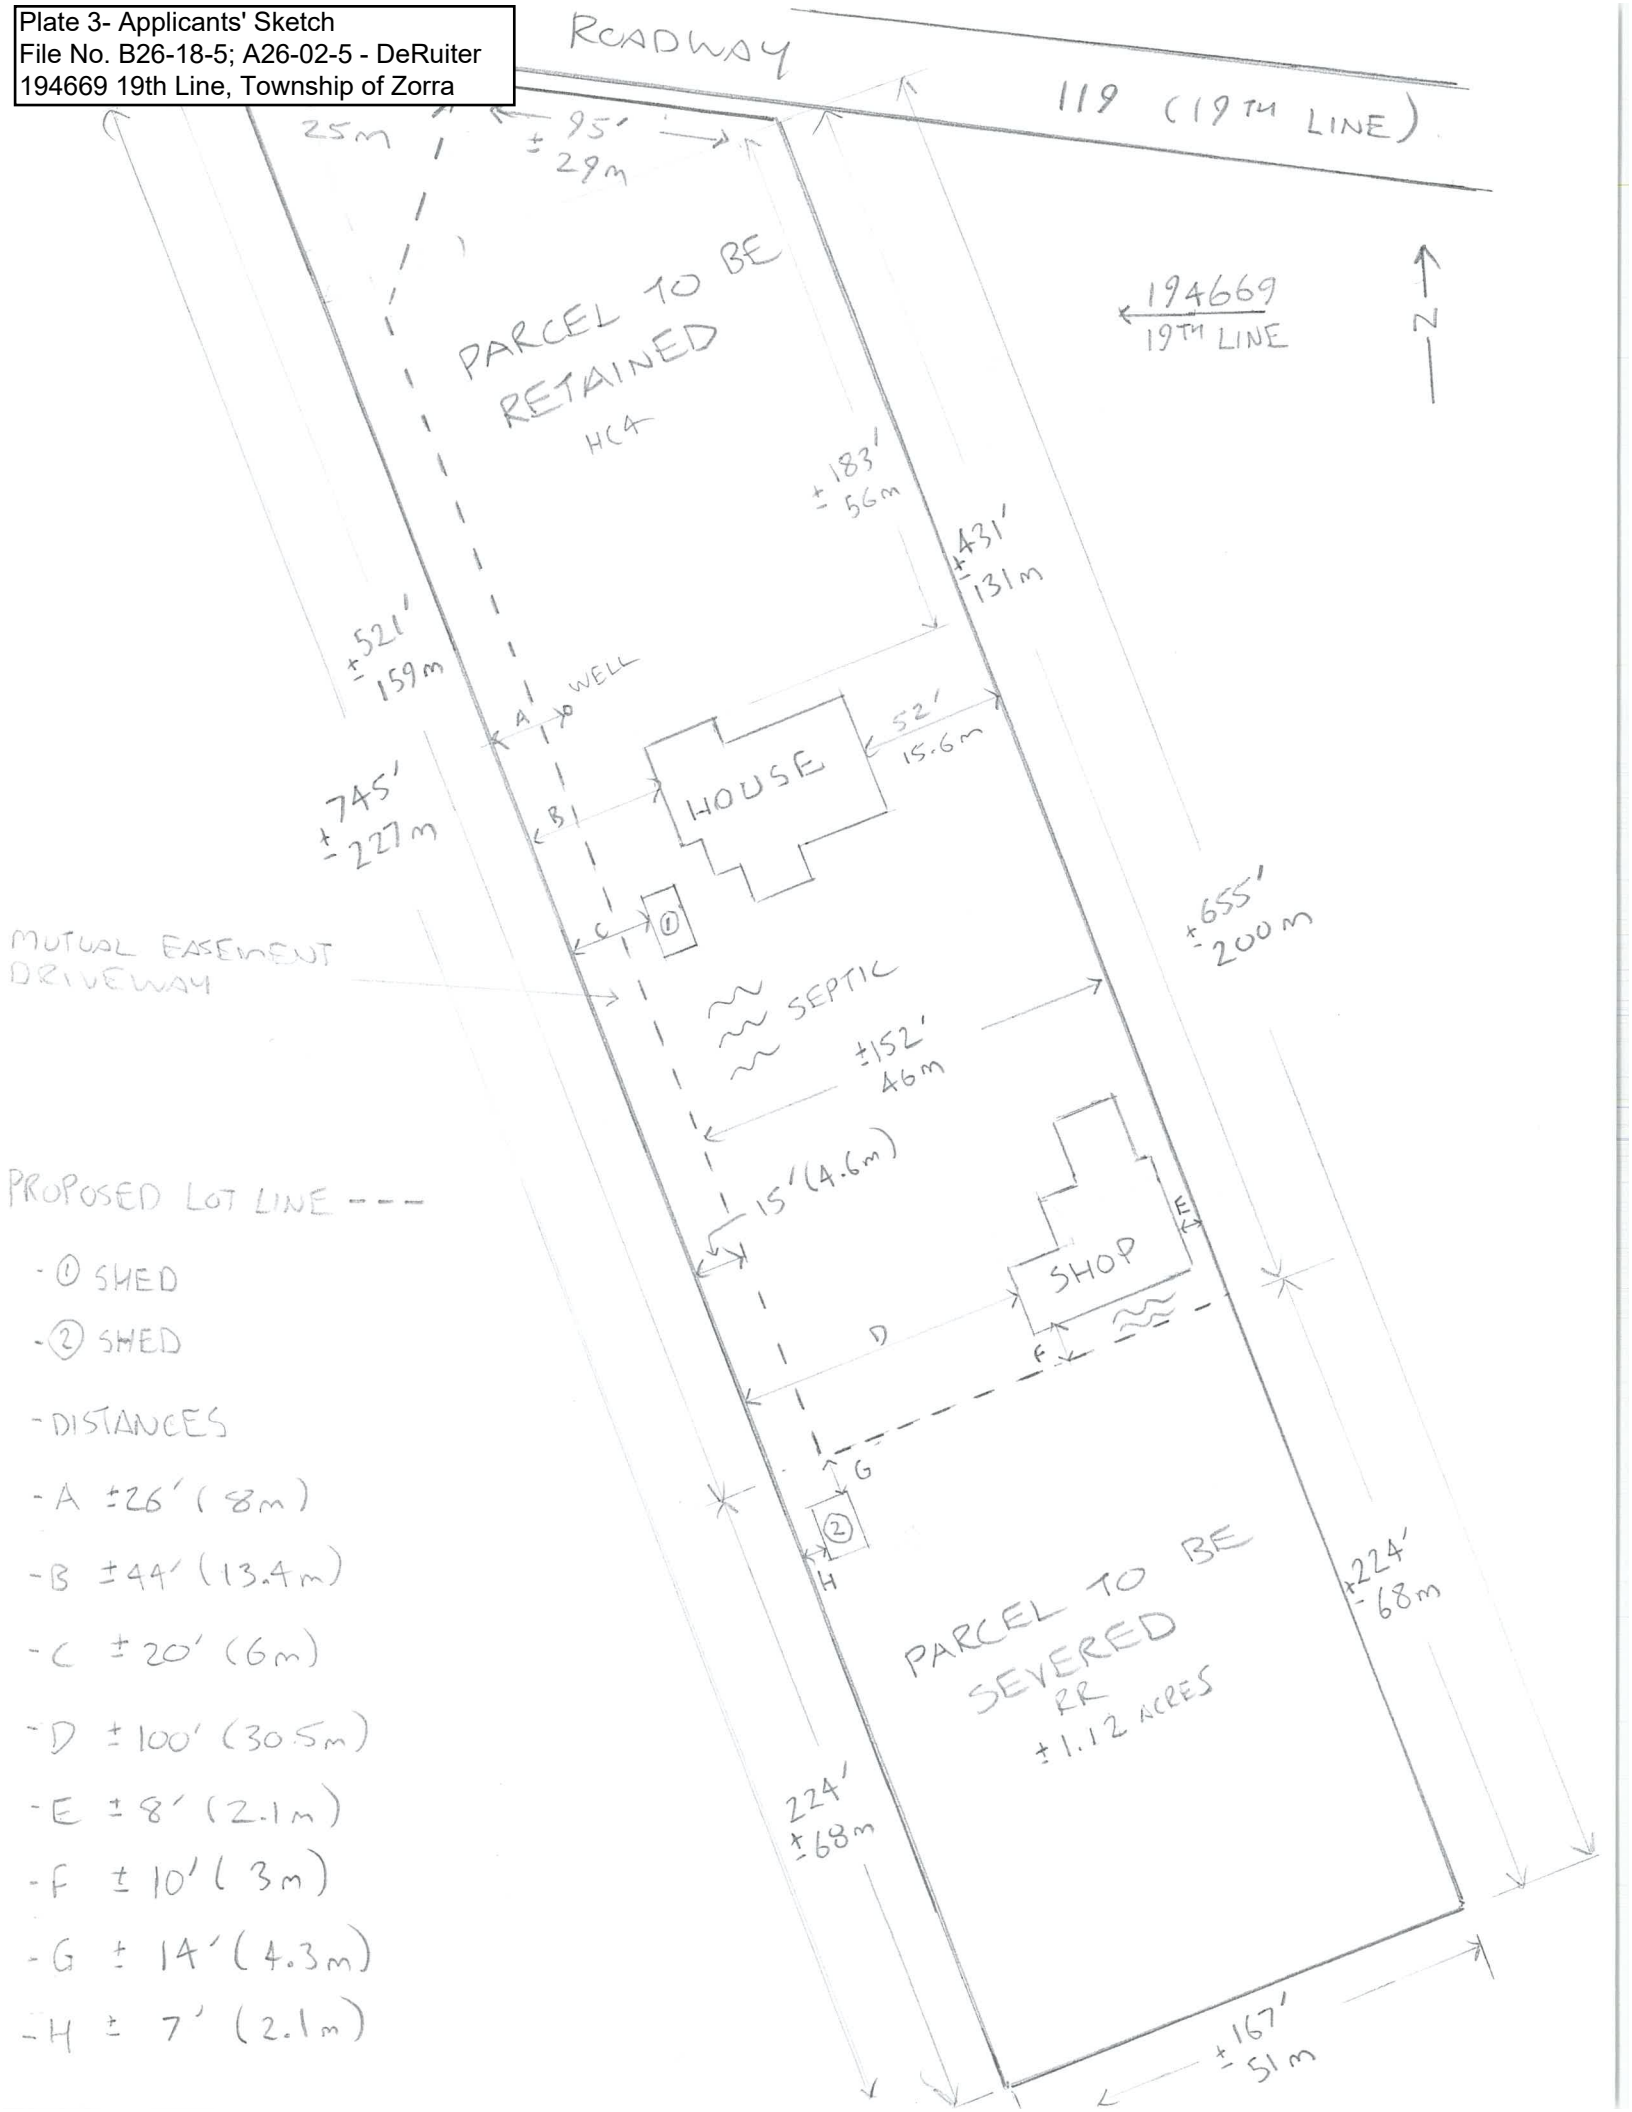 Plate 3- Applicants' Sketch
File No. B26-18-5; A26-02-5 - DeRuiter
194669 19th Line, Township of Zorra
ROADWAY
119 (19TH LINE)
25m
± 95'
29m
PARCEL TO BE
RETAINED
194669
19TH LINE
N
± 183'
56m
± 431'
131m
± 521'
159m
WELL
A
52'
15.6m
HOUSE
B
± 745'
227m
C
①
± 655'
200m
MUTUAL EASEMENT
DRIVEWAY
SEPTIC
±152'
46m
15' (4.6m)
PROPOSED LOT LINE ----
E
SHOP
- ① SHED
- ② SHED
D
F
G
- DISTANCES
②
H
- A ±26' (8m)
- B ±44' (13.4m)
- C ±20' (6m)
- D ±100' (30.5m)
- E ±8' (2.1m)
- F ±10' (3m)
- G ± 14' (4.3m)
- H ± 7' (2.1m)
PARCEL TO BE
SEVERED
RR
±1.12 ACRES
±224'
68m
224'
±68m
±167'
51m